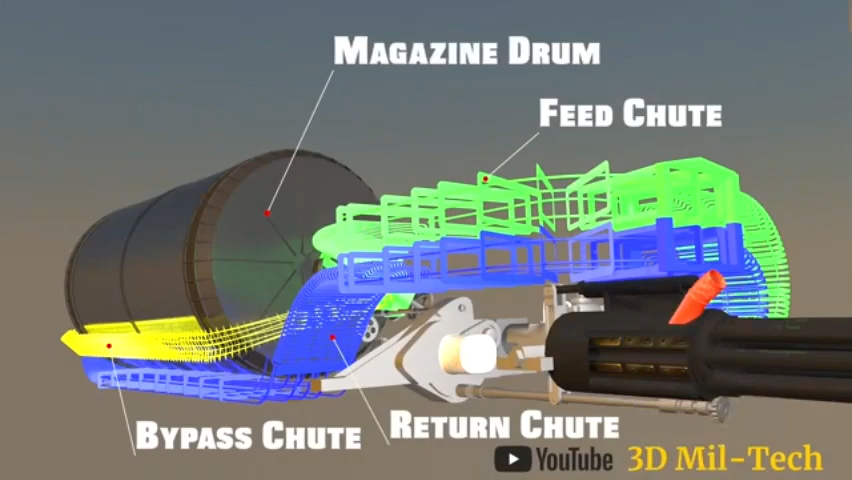 MAGAZINE DRUM
FEED CHUTE
BYPASS CHUTE
RETURN CHUTE
YouTube 3D Mil-Tech